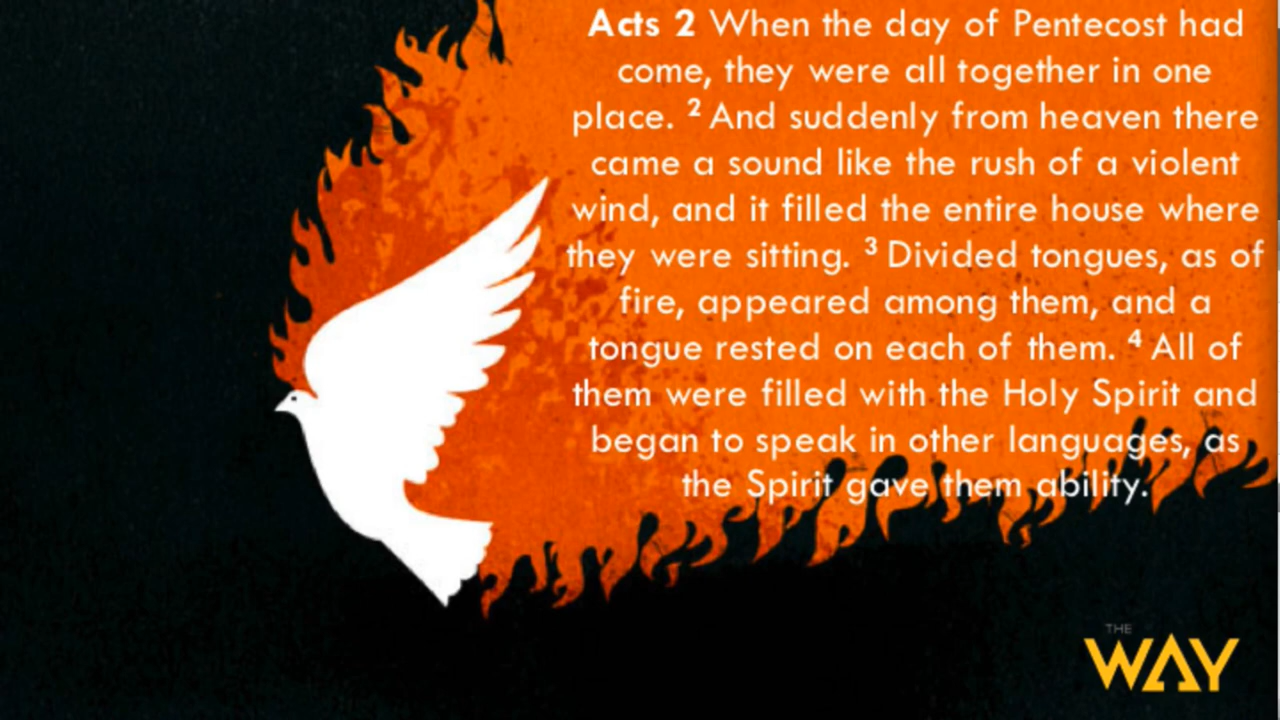 Acts 2 When the day of Pentecost had
come, they were all together in one
place. ² And suddenly from heaven there
came a sound like the rush of a violent
wind, and it filled the entire house where
they were sitting. ³ Divided tongues, as of
fire, appeared among them, and a
tongue rested on each of them. ⁴ All of
them were filled with the Holy Spirit and
began to speak in other languages, as
the Spirit gave them ability.
THE
WAY